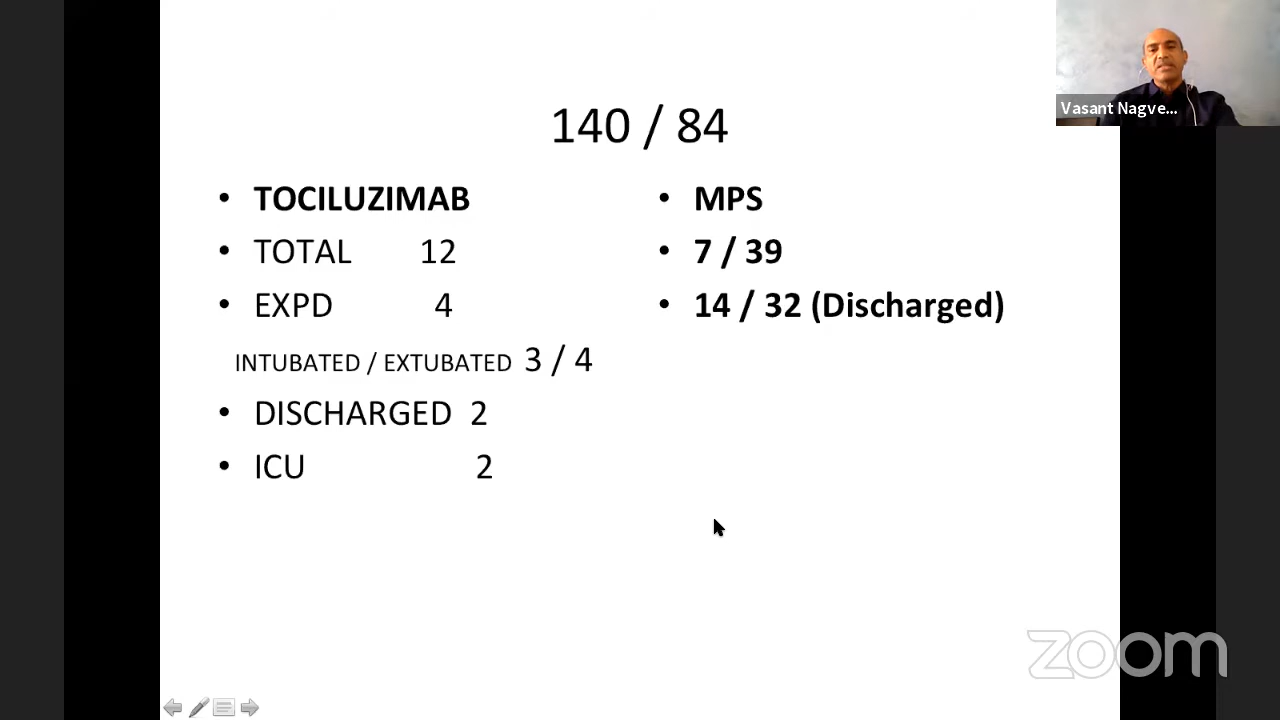 Vasant Nagve...
140 / 84
• TOCILUZIMAB
• TOTAL 12
• EXPD 4
INTUBATED / EXTUBATED 3 / 4
• DISCHARGED 2
• ICU 2
• MPS
• 7 / 39
• 14 / 32 (Discharged)
zoom